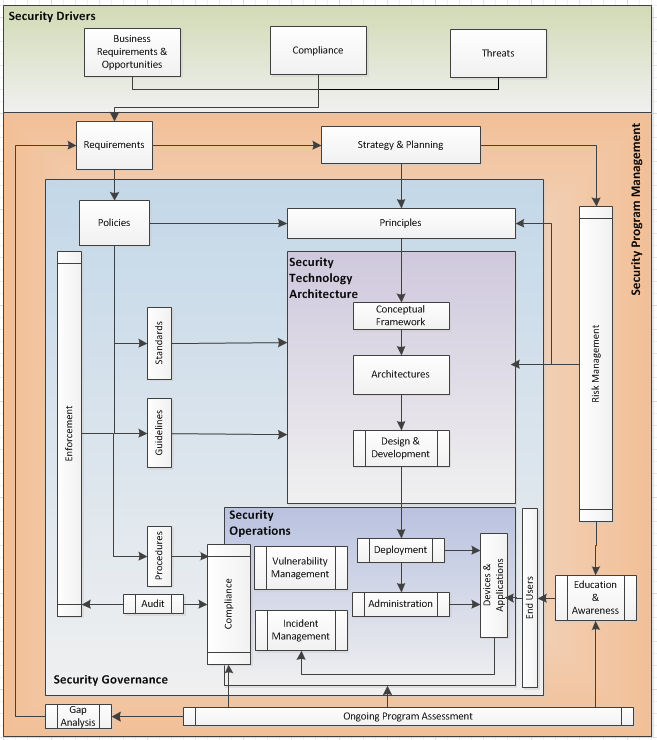 Security Drivers
Business
Requirements &
Opportunities
Compliance
Threats
Requirements
Strategy & Planning
Security Program Management
Policies
Principles
Security
Technology
Architecture
Conceptual
Framework
Standards
Architectures
Risk Management
Enforcement
Guidelines
Design &
Development
Security
Operations
Procedures
Deployment
Vulnerability
Management
Devices &
Applications
End Users
Education
&
Awareness
Audit
Compliance
Administration
Incident
Management
Security Governance
Gap
Analysis
Ongoing Program Assessment